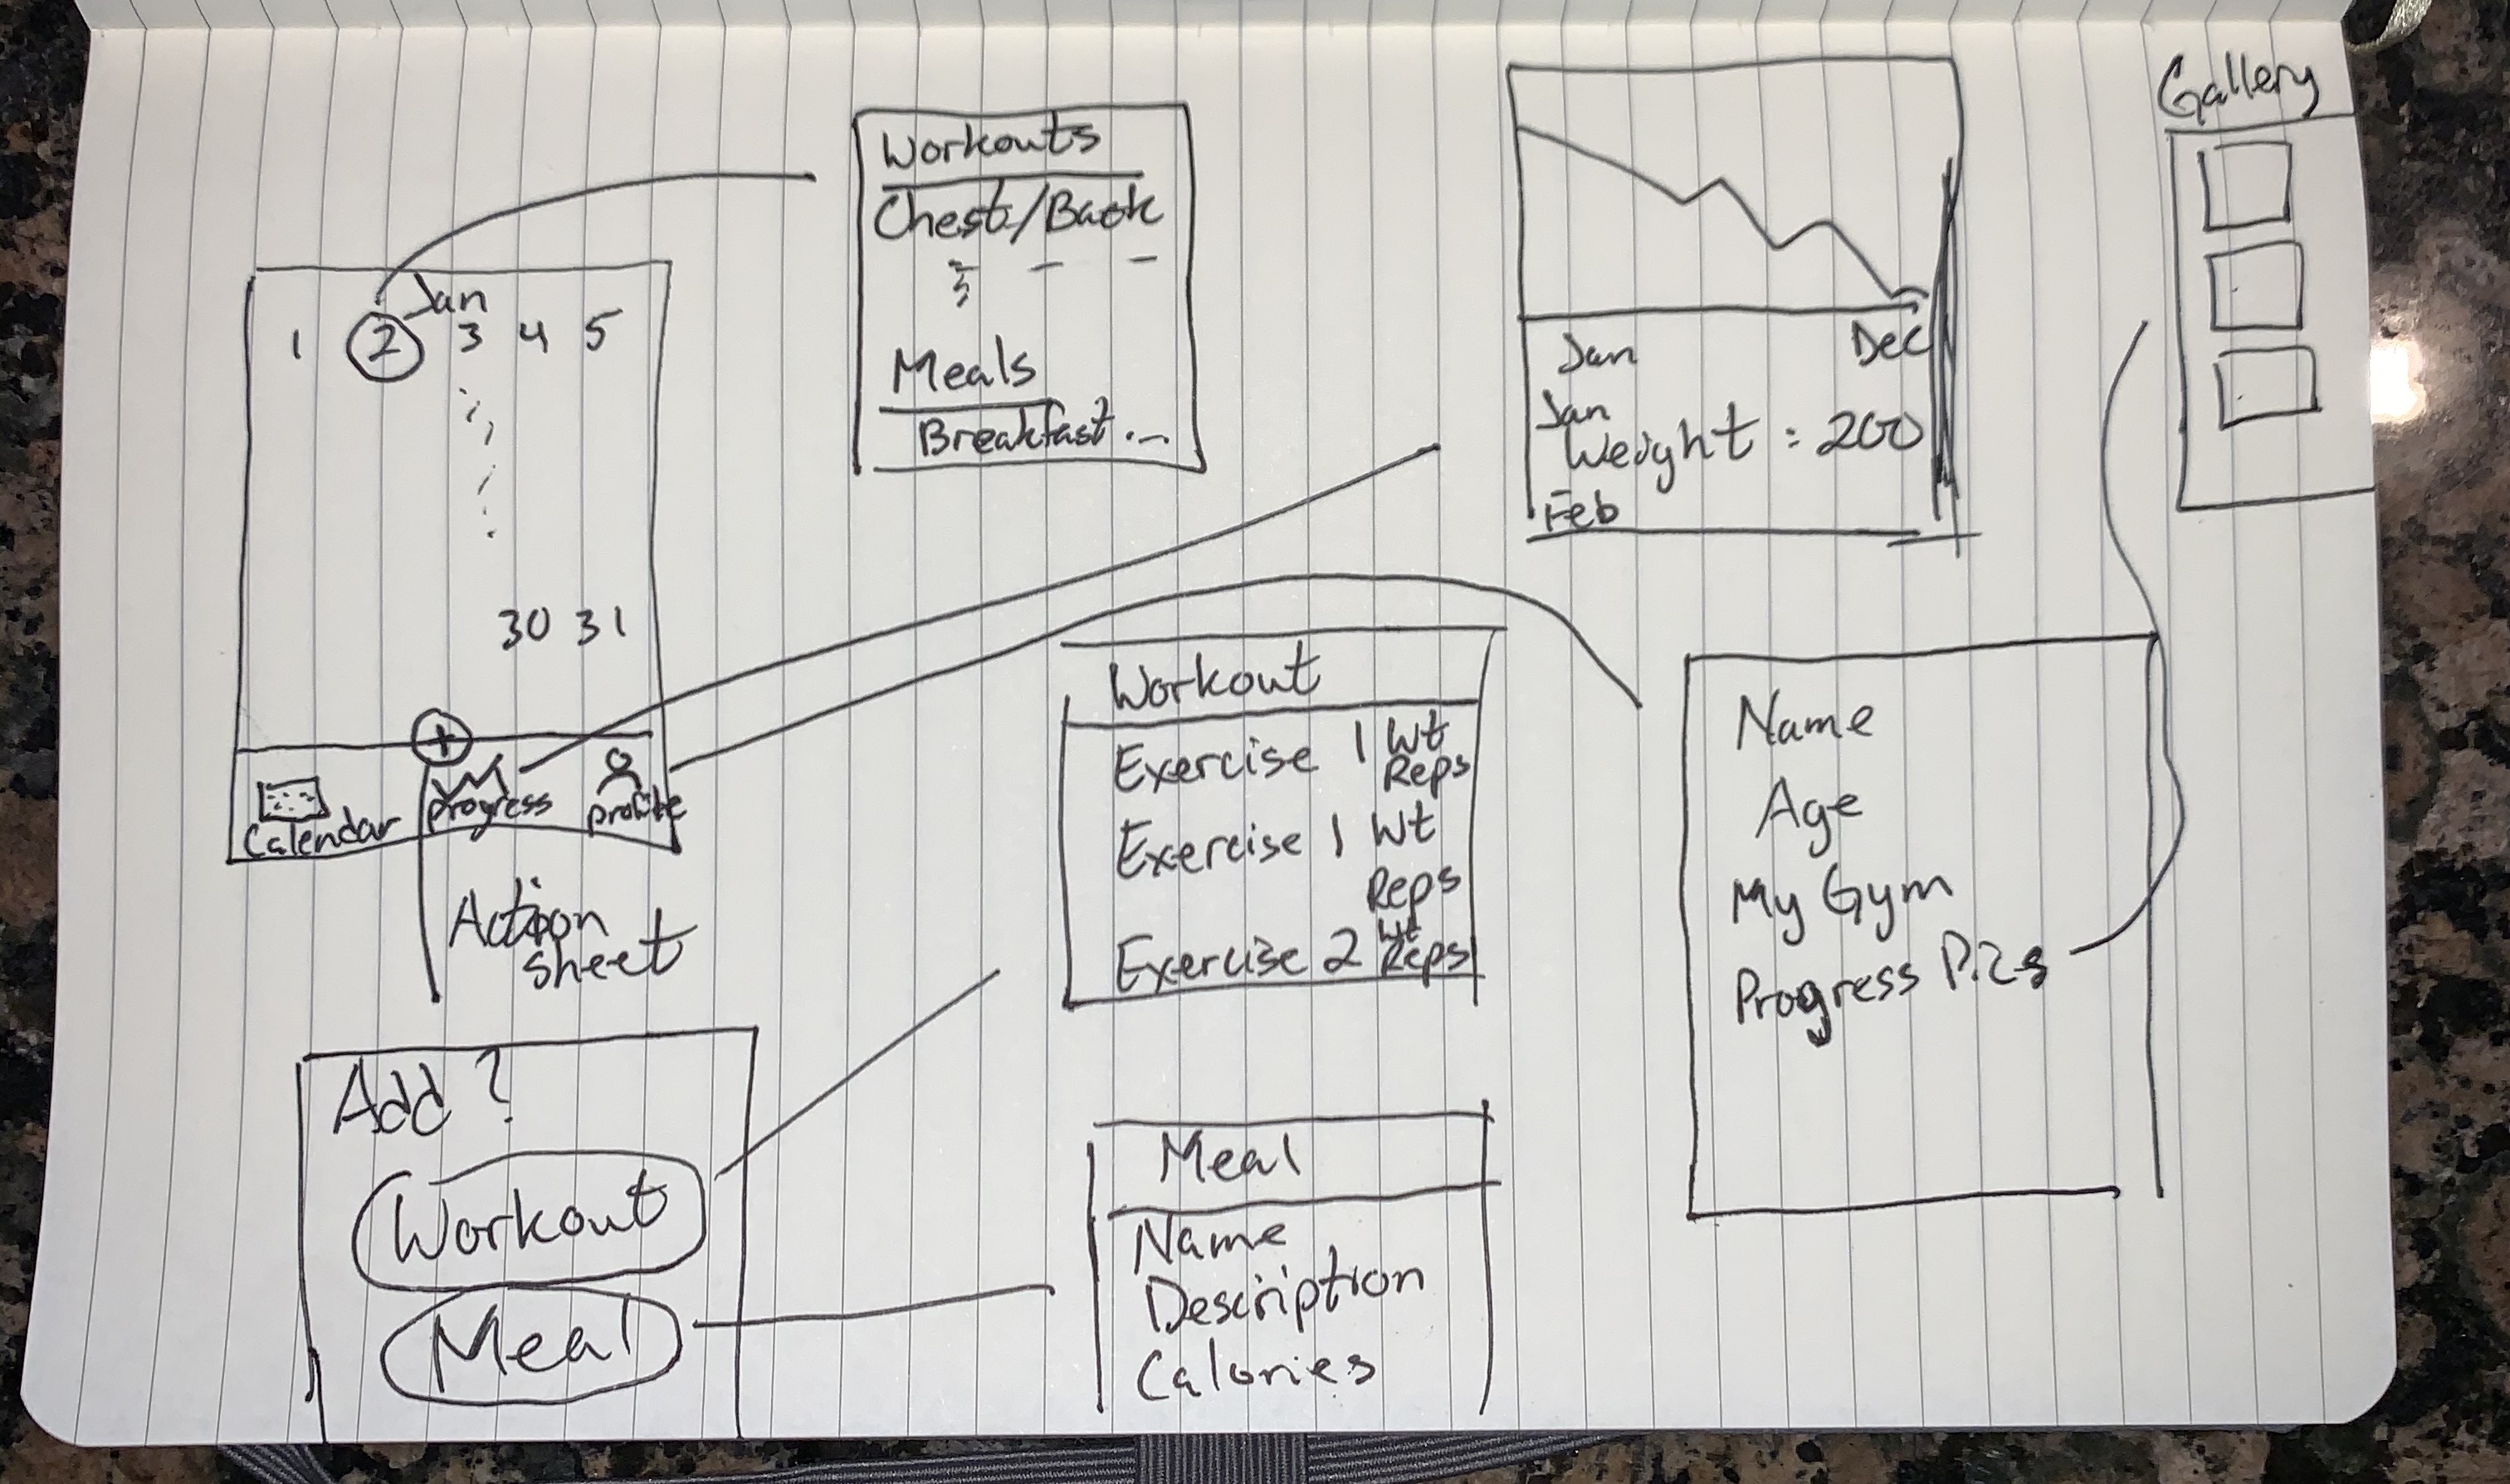 Jan
1 2 3 4 5
30 31
+
Calendar
progress
profile
Action
sheet
Add?
Workout
Meal
Workouts
Chest/Back
Meals
Breakfast ...
Workout
Exercise 1 Wt
Reps
Exercise 1 Wt
Reps
Exercise 2 Wt
Reps
Meal
Name
Description
Calories
Jan Dec
Jan
Weight: 200
Feb
Name
Age
My Gym
Progress Pics
Gallery